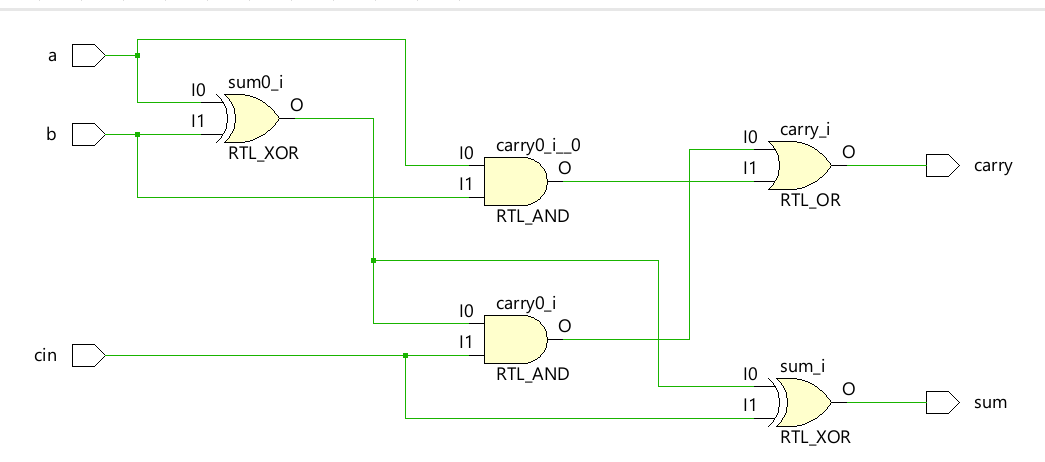 a
I0
sum0_i
O
b
I1
RTL_XOR
I0
carry0_i__0
O
I1
RTL_AND
I0
carry_i
O
I1
RTL_OR
carry
I0
carry0_i
O
cin
I1
RTL_AND
I0
sum_i
O
I1
RTL_XOR
sum